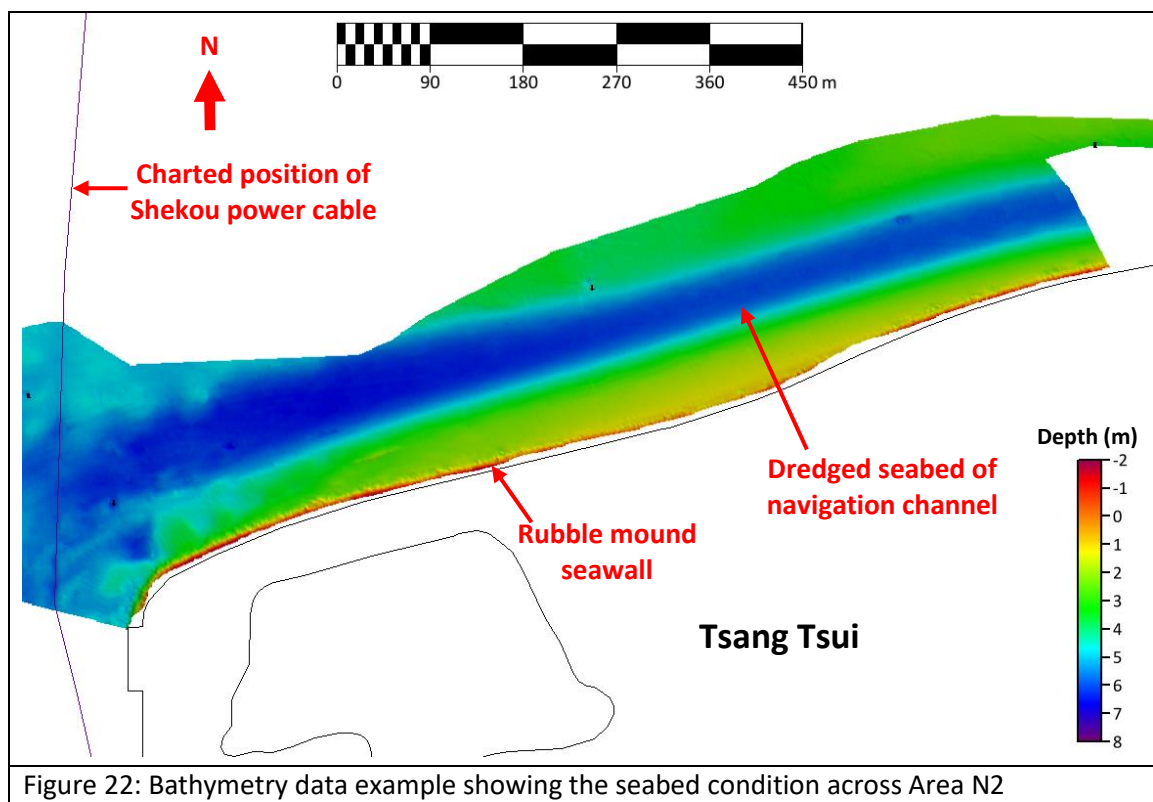 N
0 90 180 270 360 450 m
Charted position of
Shekou power cable
Dredged seabed of
navigation channel
Rubble mound
seawall
Tsang Tsui
Depth (m)
-2
-1
0
1
2
3
4
5
6
7
8
Figure 22: Bathymetry data example showing the seabed condition across Area N2